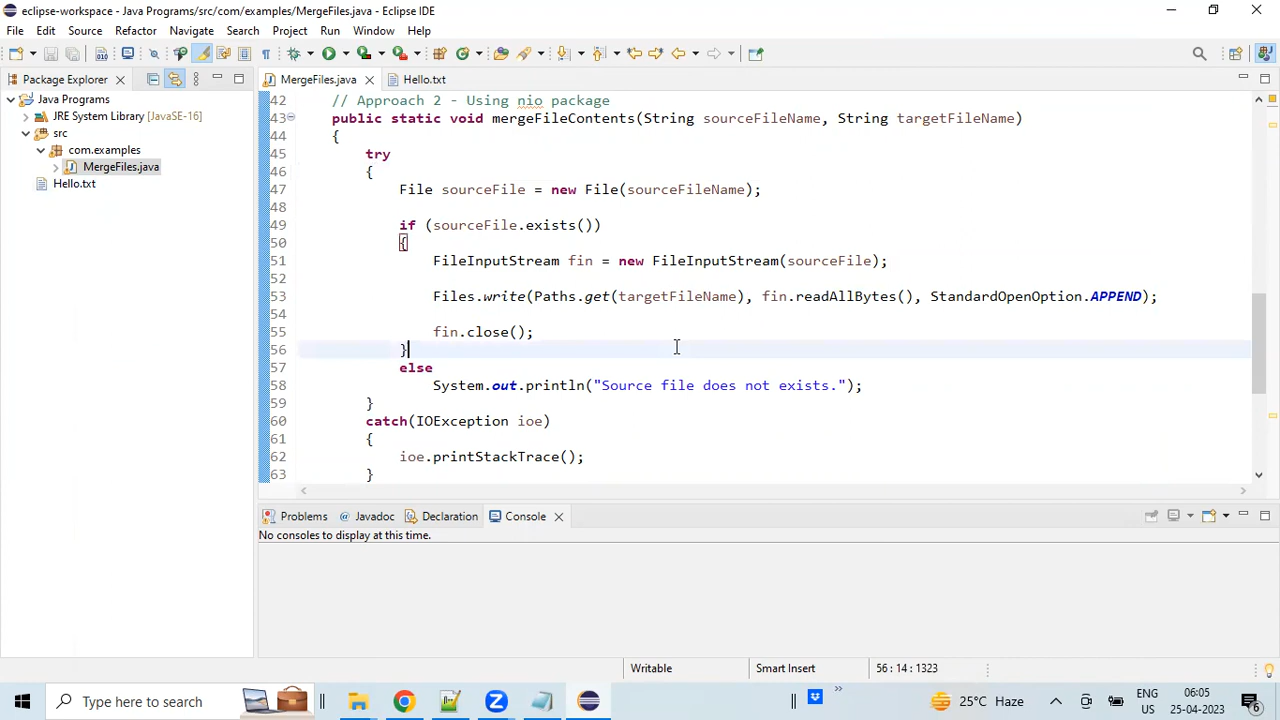 eclipse-workspace - Java Programs/src/com/examples/MergeFiles.java - Eclipse IDE
File Edit Source Refactor Navigate Search Project Run Window Help
Package Explorer
Java Programs
JRE System Library [JavaSE-16]
src
com.examples
MergeFiles.java
Hello.txt
MergeFiles.java Hello.txt
42 // Approach 2 - Using nio package
43 public static void mergeFileContents(String sourceFileName, String targetFileName)
44 {
45 try
46 {
47 File sourceFile = new File(sourceFileName);
48
49 if (sourceFile.exists())
50 {
51 FileInputStream fin = new FileInputStream(sourceFile);
52
53 Files.write(Paths.get(targetFileName), fin.readAllBytes(), StandardOpenOption.APPEND);
54
55 fin.close();
56 }
57 else
58 System.out.println("Source file does not exists.");
59 }
60 catch(IOException ioe)
61 {
62 ioe.printStackTrace();
63 }
Problems @ Javadoc Declaration Console
No consoles to display at this time.
Writable Smart Insert 56 : 14 : 1323
Type here to search
25°C Haze
ENG
US
09:05
25-04-2023
6